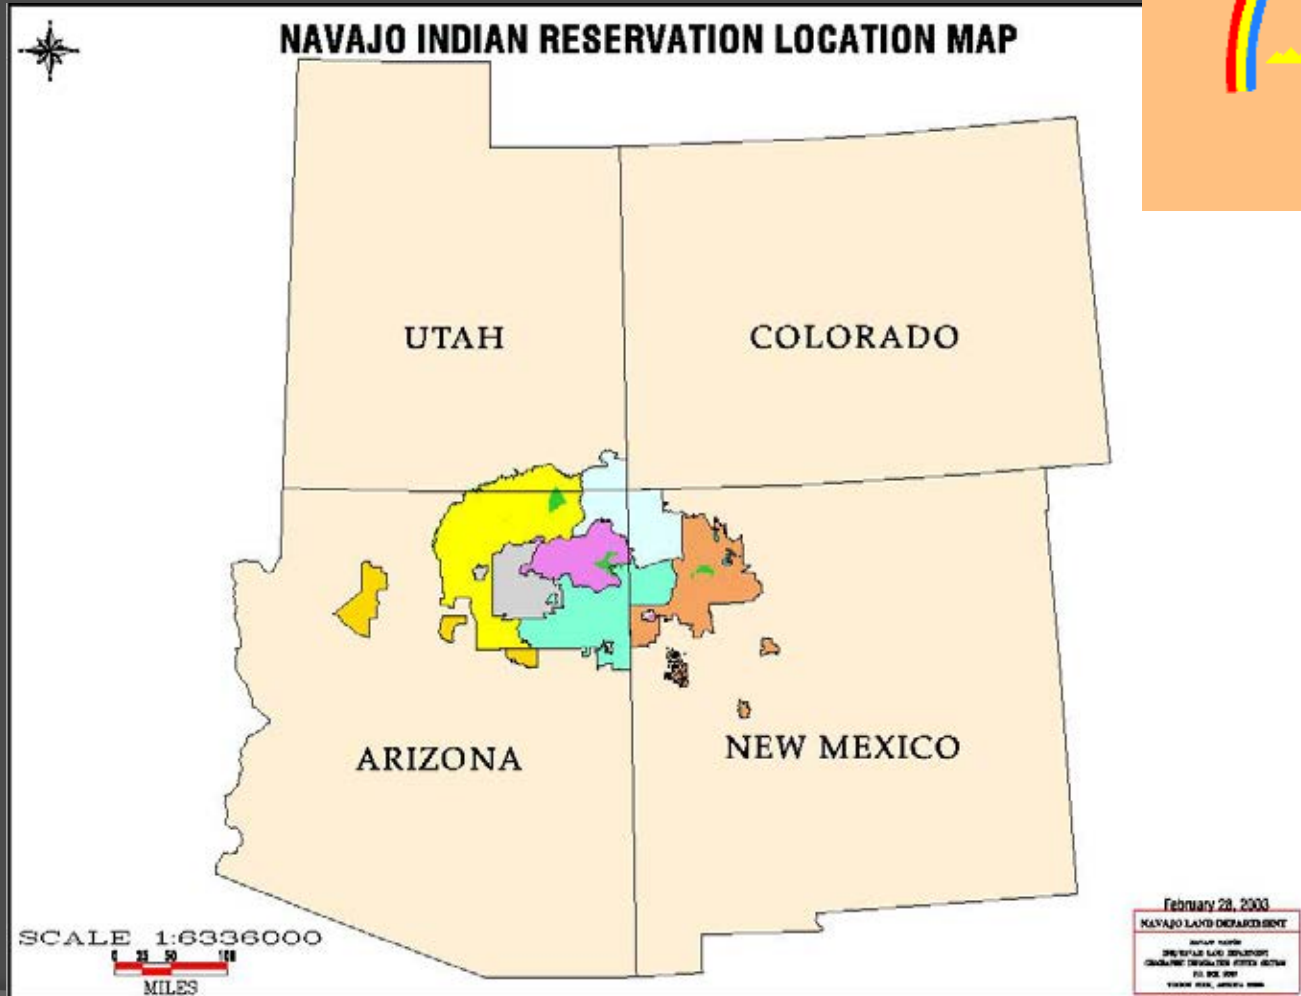 NAVAJO INDIAN RESERVATION LOCATION MAP
UTAH
COLORADO
ARIZONA
NEW MEXICO
SCALE 1:6336000
0 25 50 100
MILES
February 28, 2003
NAVAJO LAND DEPARTMENT